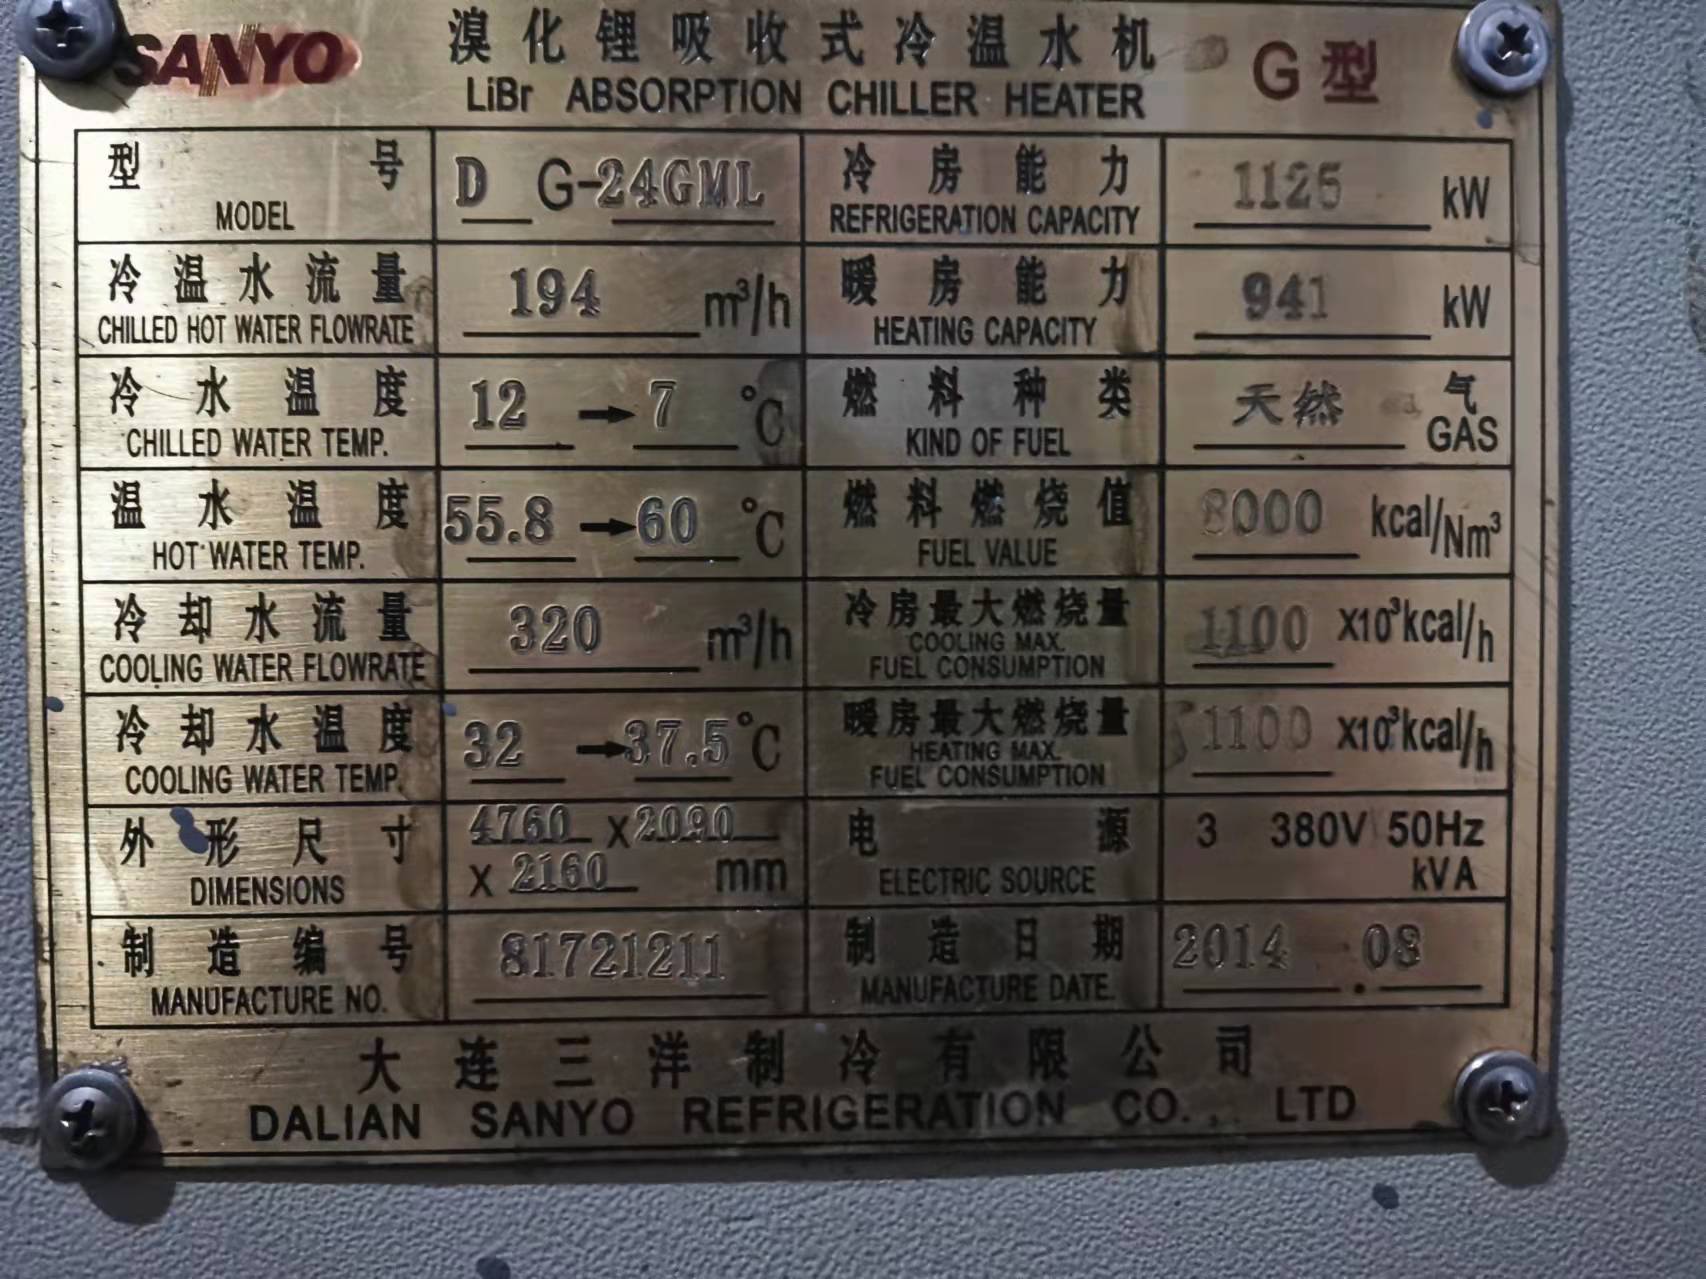 SANYO
溴化锂吸收式冷温水机 G型
LiBr ABSORPTION CHILLER HEATER
型号 D G-24GML
MODEL
冷房能力 1125 kW
REFRIGERATION CAPACITY
冷温水流量 194 m³/h
CHILLED HOT WATER FLOWRATE
暖房能力 941 kW
HEATING CAPACITY
冷水温度 12 → 7 °C
CHILLED WATER TEMP.
燃料种类 天然 气
KIND OF FUEL GAS
温水温度 55.8 → 60 °C
HOT WATER TEMP.
燃料燃烧值 8000 kcal/Nm³
FUEL VALUE
冷却水流量 320 m³/h
COOLING WATER FLOWRATE
冷房最大燃烧量 1100 X10³kcal/h
COOLING MAX.
FUEL CONSUMPTION
冷却水温度 32 → 37.5 °C
COOLING WATER TEMP.
暖房最大燃烧量 1100 X10³kcal/h
HEATING MAX.
FUEL CONSUMPTION
外形尺寸 4760 X 2090
DIMENSIONS X 2160 mm
电源 3 380V 50Hz
ELECTRIC SOURCE kVA
制造编号 81721211
MANUFACTURE NO.
制造日期 2014 . 08
MANUFACTURE DATE.
大连三洋制冷有限公司
DALIAN SANYO REFRIGERATION CO., LTD